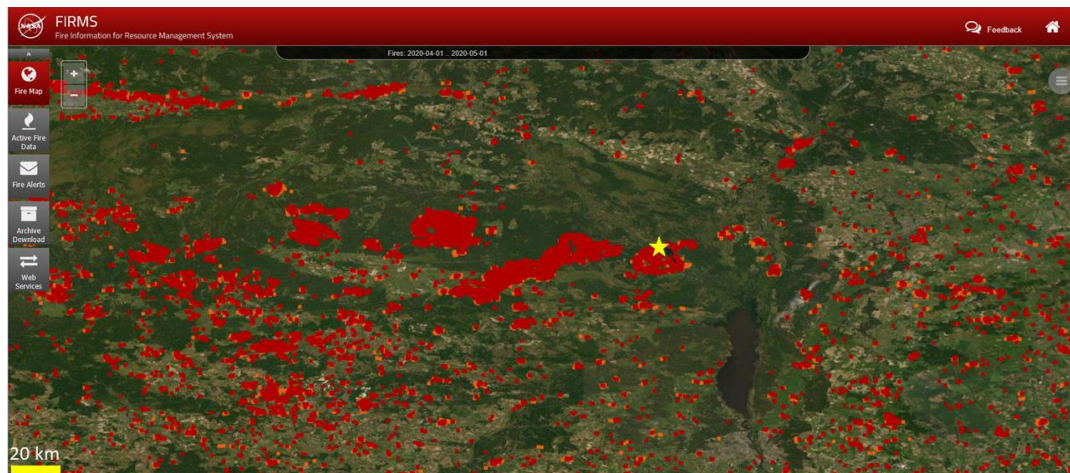 NASA
FIRMS
Fire Information for Resource Management System
Feedback
Fires: 2020-04-01 .. 2020-05-01
+
−
Fire Map
Active Fire
Data
Fire Alerts
Archive
Download
Web
Services
20 km